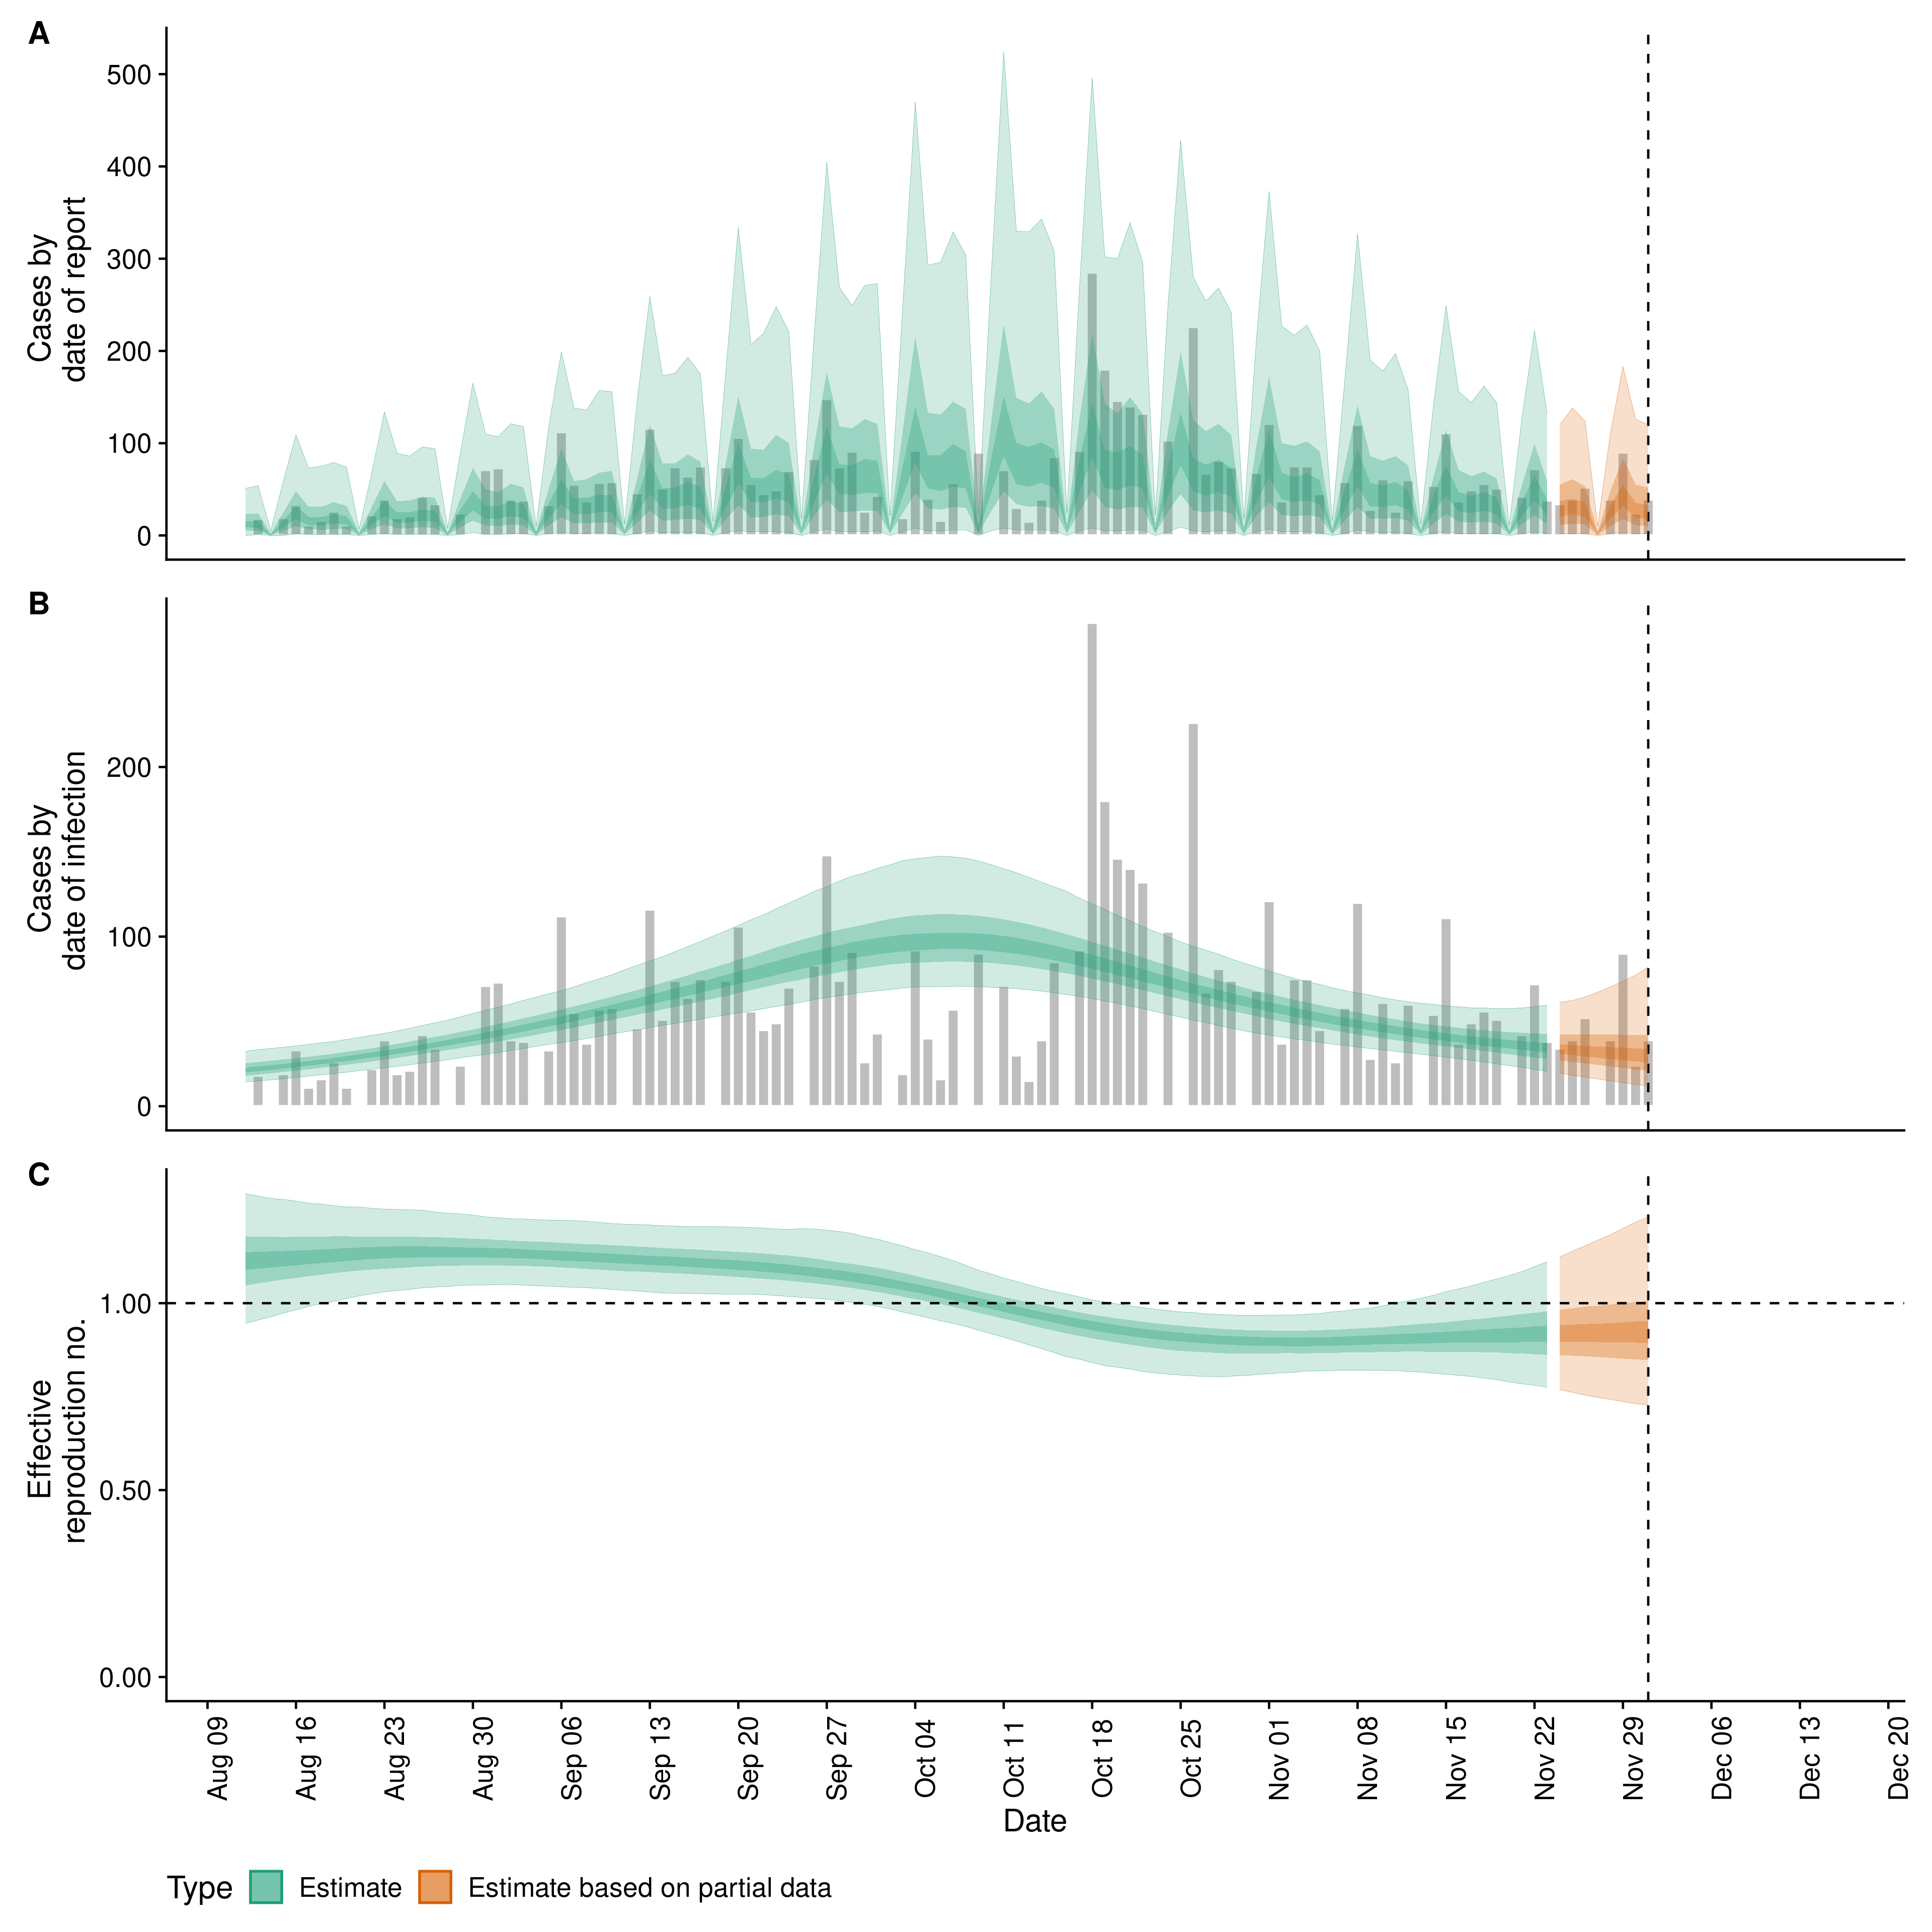 A
500
400
300
200
100
0
Cases by
date of report
B
200
100
0
Cases by
date of infection
C
1.00
0.50
0.00
Effective
reproduction no.
Aug 09
Aug 16
Aug 23
Aug 30
Sep 06
Sep 13
Sep 20
Sep 27
Oct 04
Oct 11
Oct 18
Oct 25
Nov 01
Nov 08
Nov 15
Nov 22
Nov 29
Dec 06
Dec 13
Dec 20
Date
Type Estimate Estimate based on partial data